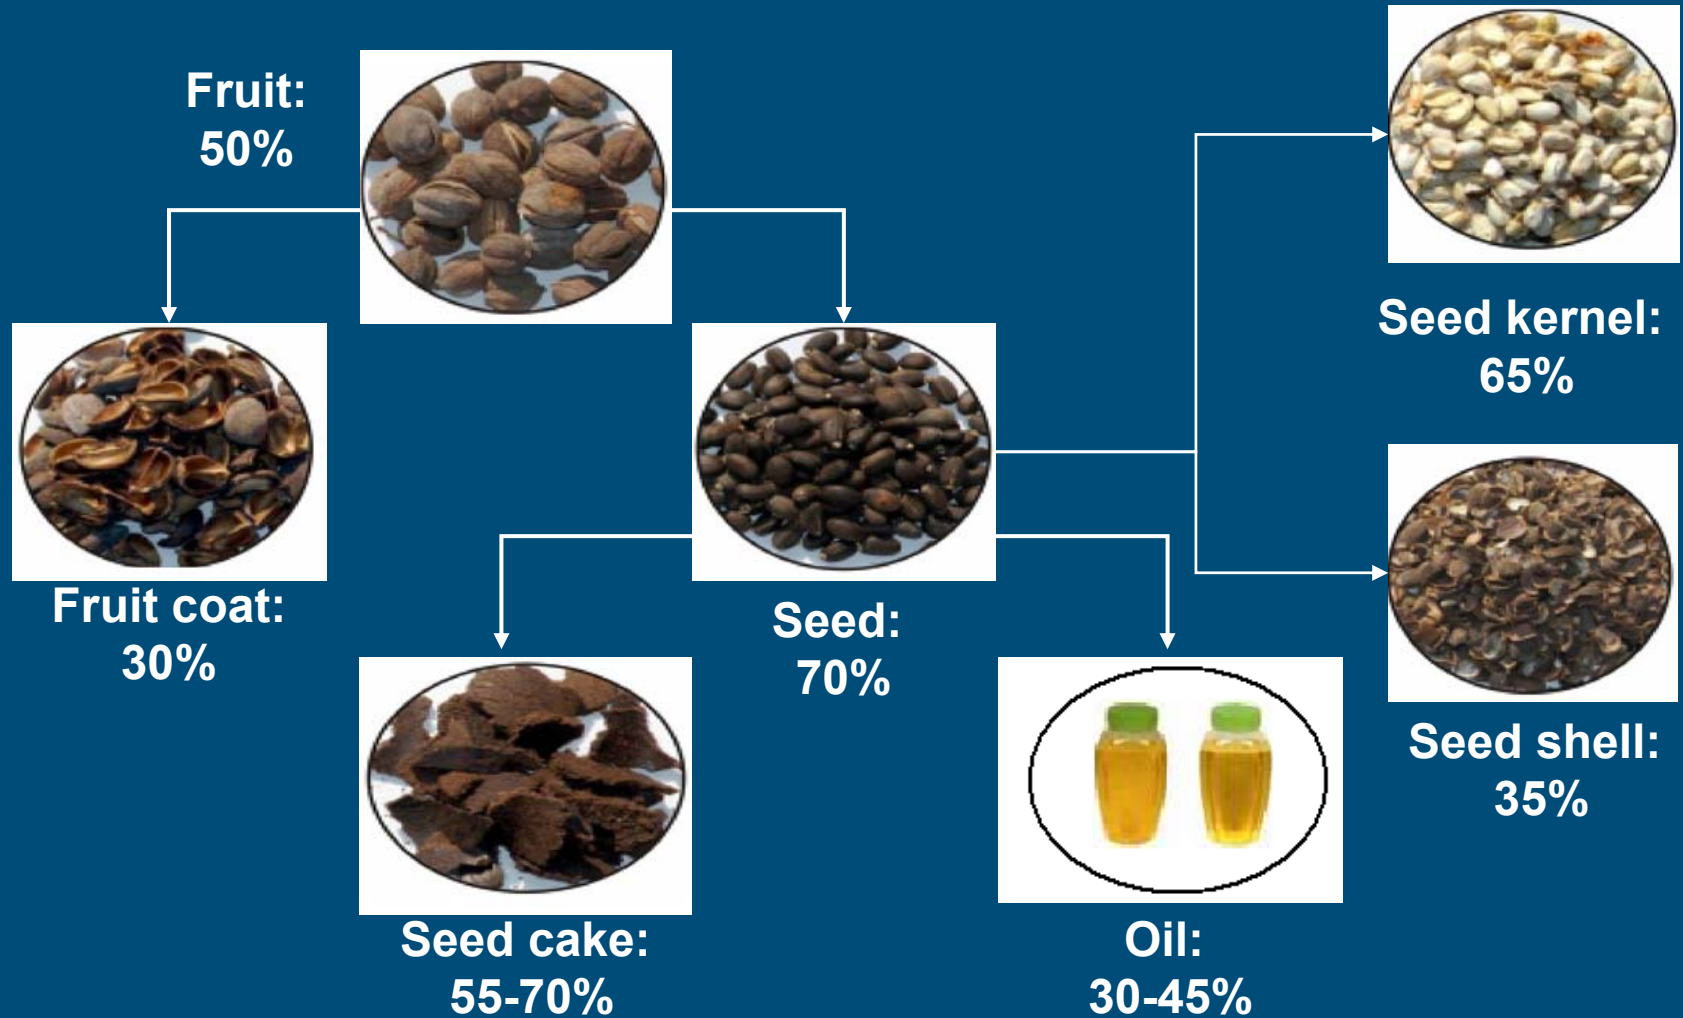 Fruit:
50%
Seed kernel:
65%
Fruit coat:
30%
Seed:
70%
Seed shell:
35%
Seed cake:
55-70%
Oil:
30-45%